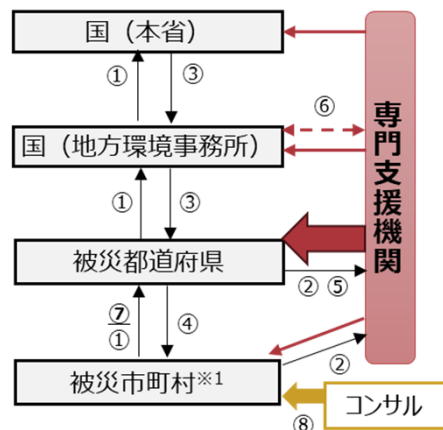 国（本省）
①
③
⑥
国（地方環境事務所）
①
③
専門支援機関
被災都道府県
② ⑤
⑦
①
④
②
被災市町村※1
コンサル
⑧